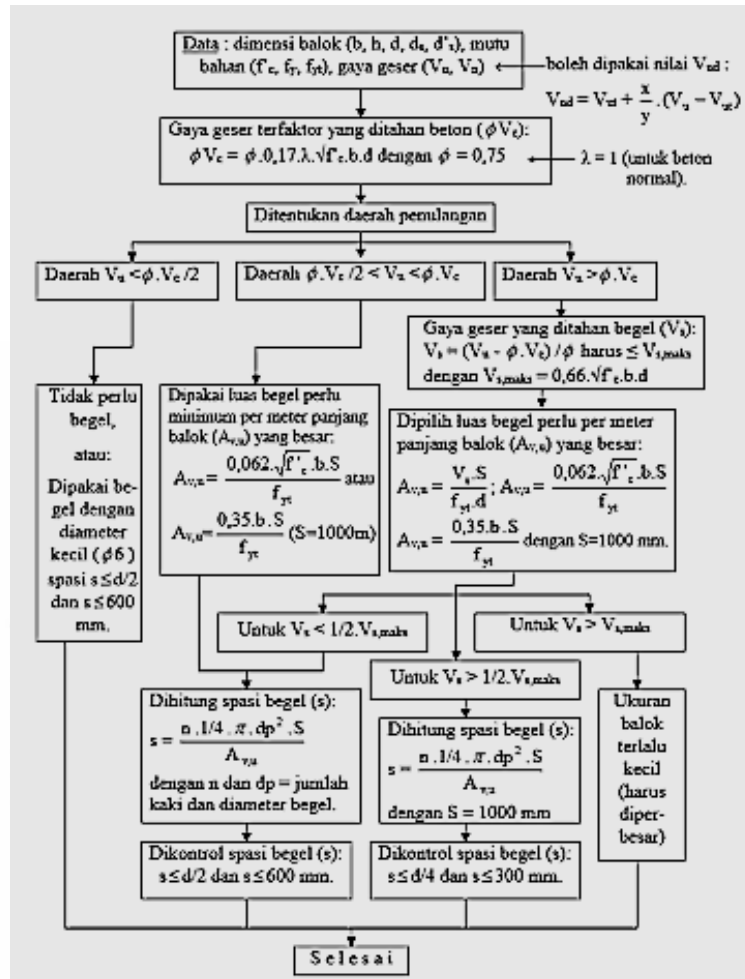 Data : dimensi balok (b, h, d, dₛ, d'ₛ), mutu
bahan (f'c, fy, fyt), gaya geser (Vu, Vn)
boleh dipakai nilai Vud :
Vud = Vut + x/y . (Vu – Vut)
Gaya geser terfaktor yang ditahan beton (ϕVc):
ϕVc = ϕ.0,17.λ.√f'c.b.d dengan ϕ = 0,75
λ = 1 (untuk beton
normal).
Ditentukan daerah penulangan
Daerah Vu <ϕ.Vc/2
Daerah ϕ.Vc/2 < Vu <ϕ.Vc
Daerah Vu >ϕ.Vc
Gaya geser yang ditahan begel (Vs):
Vs = (Vu - ϕ.Vc) /ϕ harus ≤ Vs,maks
dengan Vs,maks = 0,66.√f'c.b.d
Tidak perlu
begel,
atau:
Dipakai be-
gel dengan
diameter
kecil (ϕ6)
spasi s≤d/2
dan s≤600
mm.
Dipakai luas begel perlu
minimum per meter panjang
balok (Av,u) yang besar:
Av,u = 0,062.√f'c.b.S / fyt atau
Av,u = 0,35.b.S / fyt (S=1000m)
Dipilih luas begel perlu per meter
panjang balok (Av,u) yang besar:
Av,u = Vs.S / fyt.d ; Av,u = 0,062.√f'c.b.S / fyt
Av,u = 0,35.b.S / fyt dengan S=1000 mm.
Untuk Vs < 1/2.Vs,maks
Untuk Vs > Vs,maks
Untuk Vs > 1/2.Vs,maks
Dihitung spasi begel (s):
s = n.1/4.π.dp².S / Av,u
dengan n dan dp = jumlah
kaki dan diameter begel.
Dihitung spasi begel (s):
s = n.1/4.π.dp².S / Av,u
dengan S = 1000 mm
Ukuran
balok
terlalu
kecil
(harus
diper-
besar)
Dikontrol spasi begel (s):
s≤d/2 dan s≤600 mm.
Dikontrol spasi begel (s):
s≤d/4 dan s≤300 mm.
Selesai